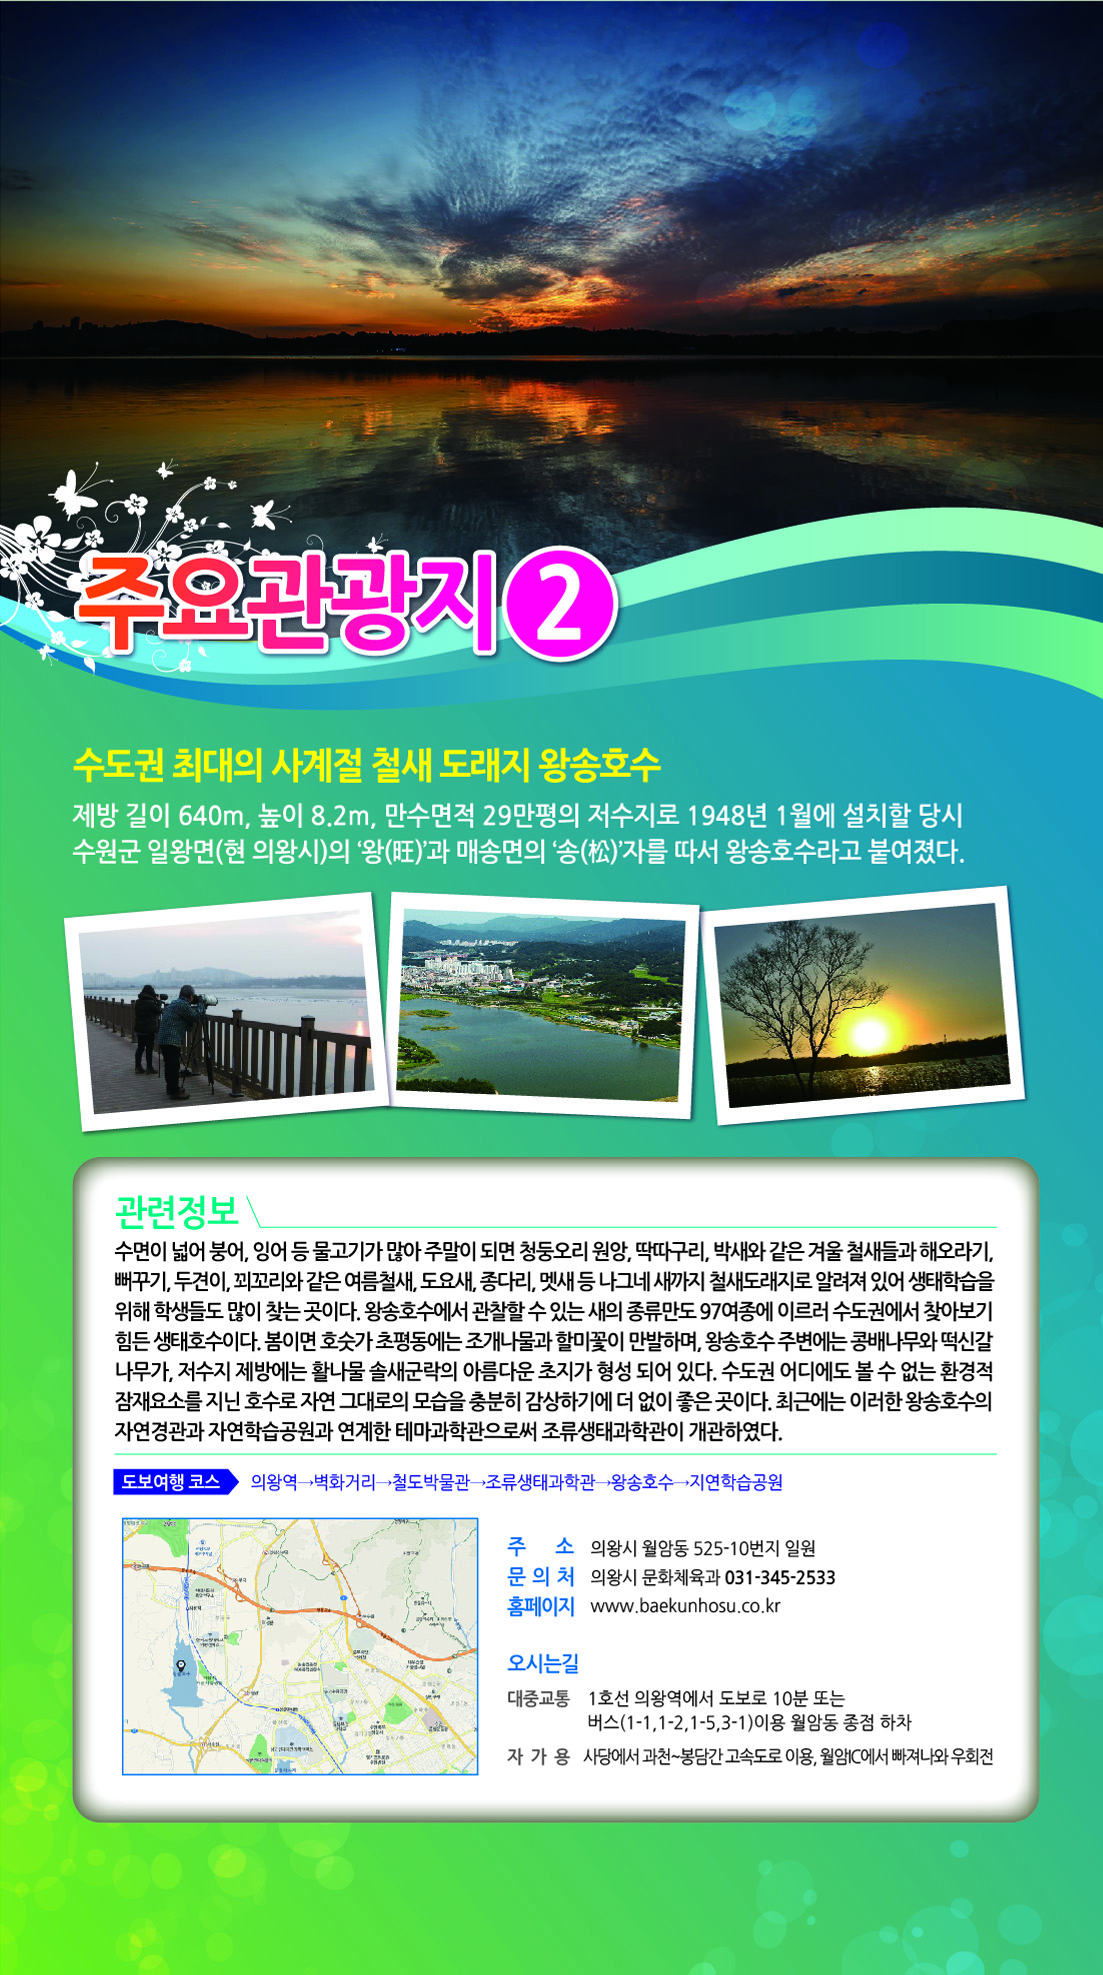 주요관광지 2
수도권 최대의 사계절 철새 도래지 왕송호수
제방 길이 640m, 높이 8.2m, 만수면적 29만평의 저수지로 1948년 1월에 설치할 당시
수원군 일왕면(현 의왕시)의 ‘왕(旺)’과 매송면의 ‘송(松)’자를 따서 왕송호수라고 붙여졌다.
관련정보
수면이 넓어 붕어, 잉어 등 물고기가 많아 주말이 되면 청둥오리 원앙, 딱따구리, 박새와 같은 겨울 철새들과 해오라기,
뻐꾸기, 두견이, 꾀꼬리와 같은 여름철새, 도요새, 종다리, 멧새 등 나그네 새까지 철새도래지로 알려져 있어 생태학습을
위해 학생들도 많이 찾는 곳이다. 왕송호수에서 관찰할 수 있는 새의 종류만도 97여종에 이르러 수도권에서 찾아보기
힘든 생태호수이다. 봄이면 호숫가 초평동에는 조개나물과 할미꽃이 만발하며, 왕송호수 주변에는 콩배나무와 떡신갈
나무가, 저수지 제방에는 활나물 솔새군락의 아름다운 초지가 형성 되어 있다. 수도권 어디에도 볼 수 없는 환경적
잠재요소를 지닌 호수로 자연 그대로의 모습을 충분히 감상하기에 더 없이 좋은 곳이다. 최근에는 이러한 왕송호수의
자연경관과 자연학습공원과 연계한 테마과학관으로써 조류생태과학관이 개관하였다.
도보여행 코스 의왕역→벽화거리→철도박물관→조류생태과학관→왕송호수→지연학습공원
주 소 의왕시 월암동 525-10번지 일원
문 의 처 의왕시 문화체육과 031-345-2533
홈페이지 www.baekunhosu.co.kr
오시는길
대중교통 1호선 의왕역에서 도보로 10분 또는
버스(1-1,1-2,1-5,3-1)이용 월암동 종점 하차
자 가 용 사당에서 과천~봉담간 고속도로 이용, 월암IC에서 빠져나와 우회전